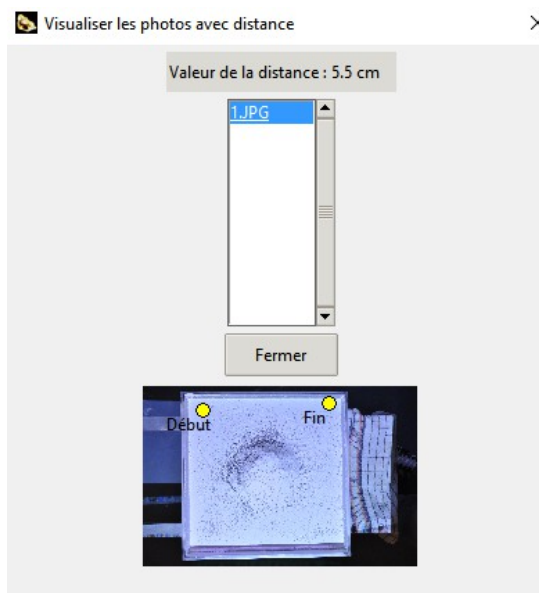 Visualiser les photos avec distance
Valeur de la distance : 5.5 cm
1.JPG
Fermer
Début
Fin